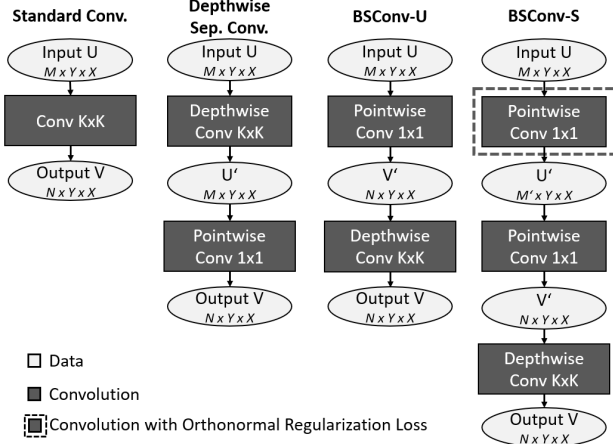 Standard Conv.
Input U
M x Y x X
Conv KxK
Output V
N x Y x X
Depthwise
Sep. Conv.
Input U
M x Y x X
Depthwise
Conv KxK
U'
M x Y x X
Pointwise
Conv 1x1
Output V
N x Y x X
BSConv-U
Input U
M x Y x X
Pointwise
Conv 1x1
V'
N x Y x X
Depthwise
Conv KxK
Output V
N x Y x X
BSConv-S
Input U
M x Y x X
Pointwise
Conv 1x1
U'
M' x Y x X
Pointwise
Conv 1x1
V'
N x Y x X
Depthwise
Conv KxK
Output V
N x Y x X
Data
Convolution
Convolution with Orthonormal Regularization Loss